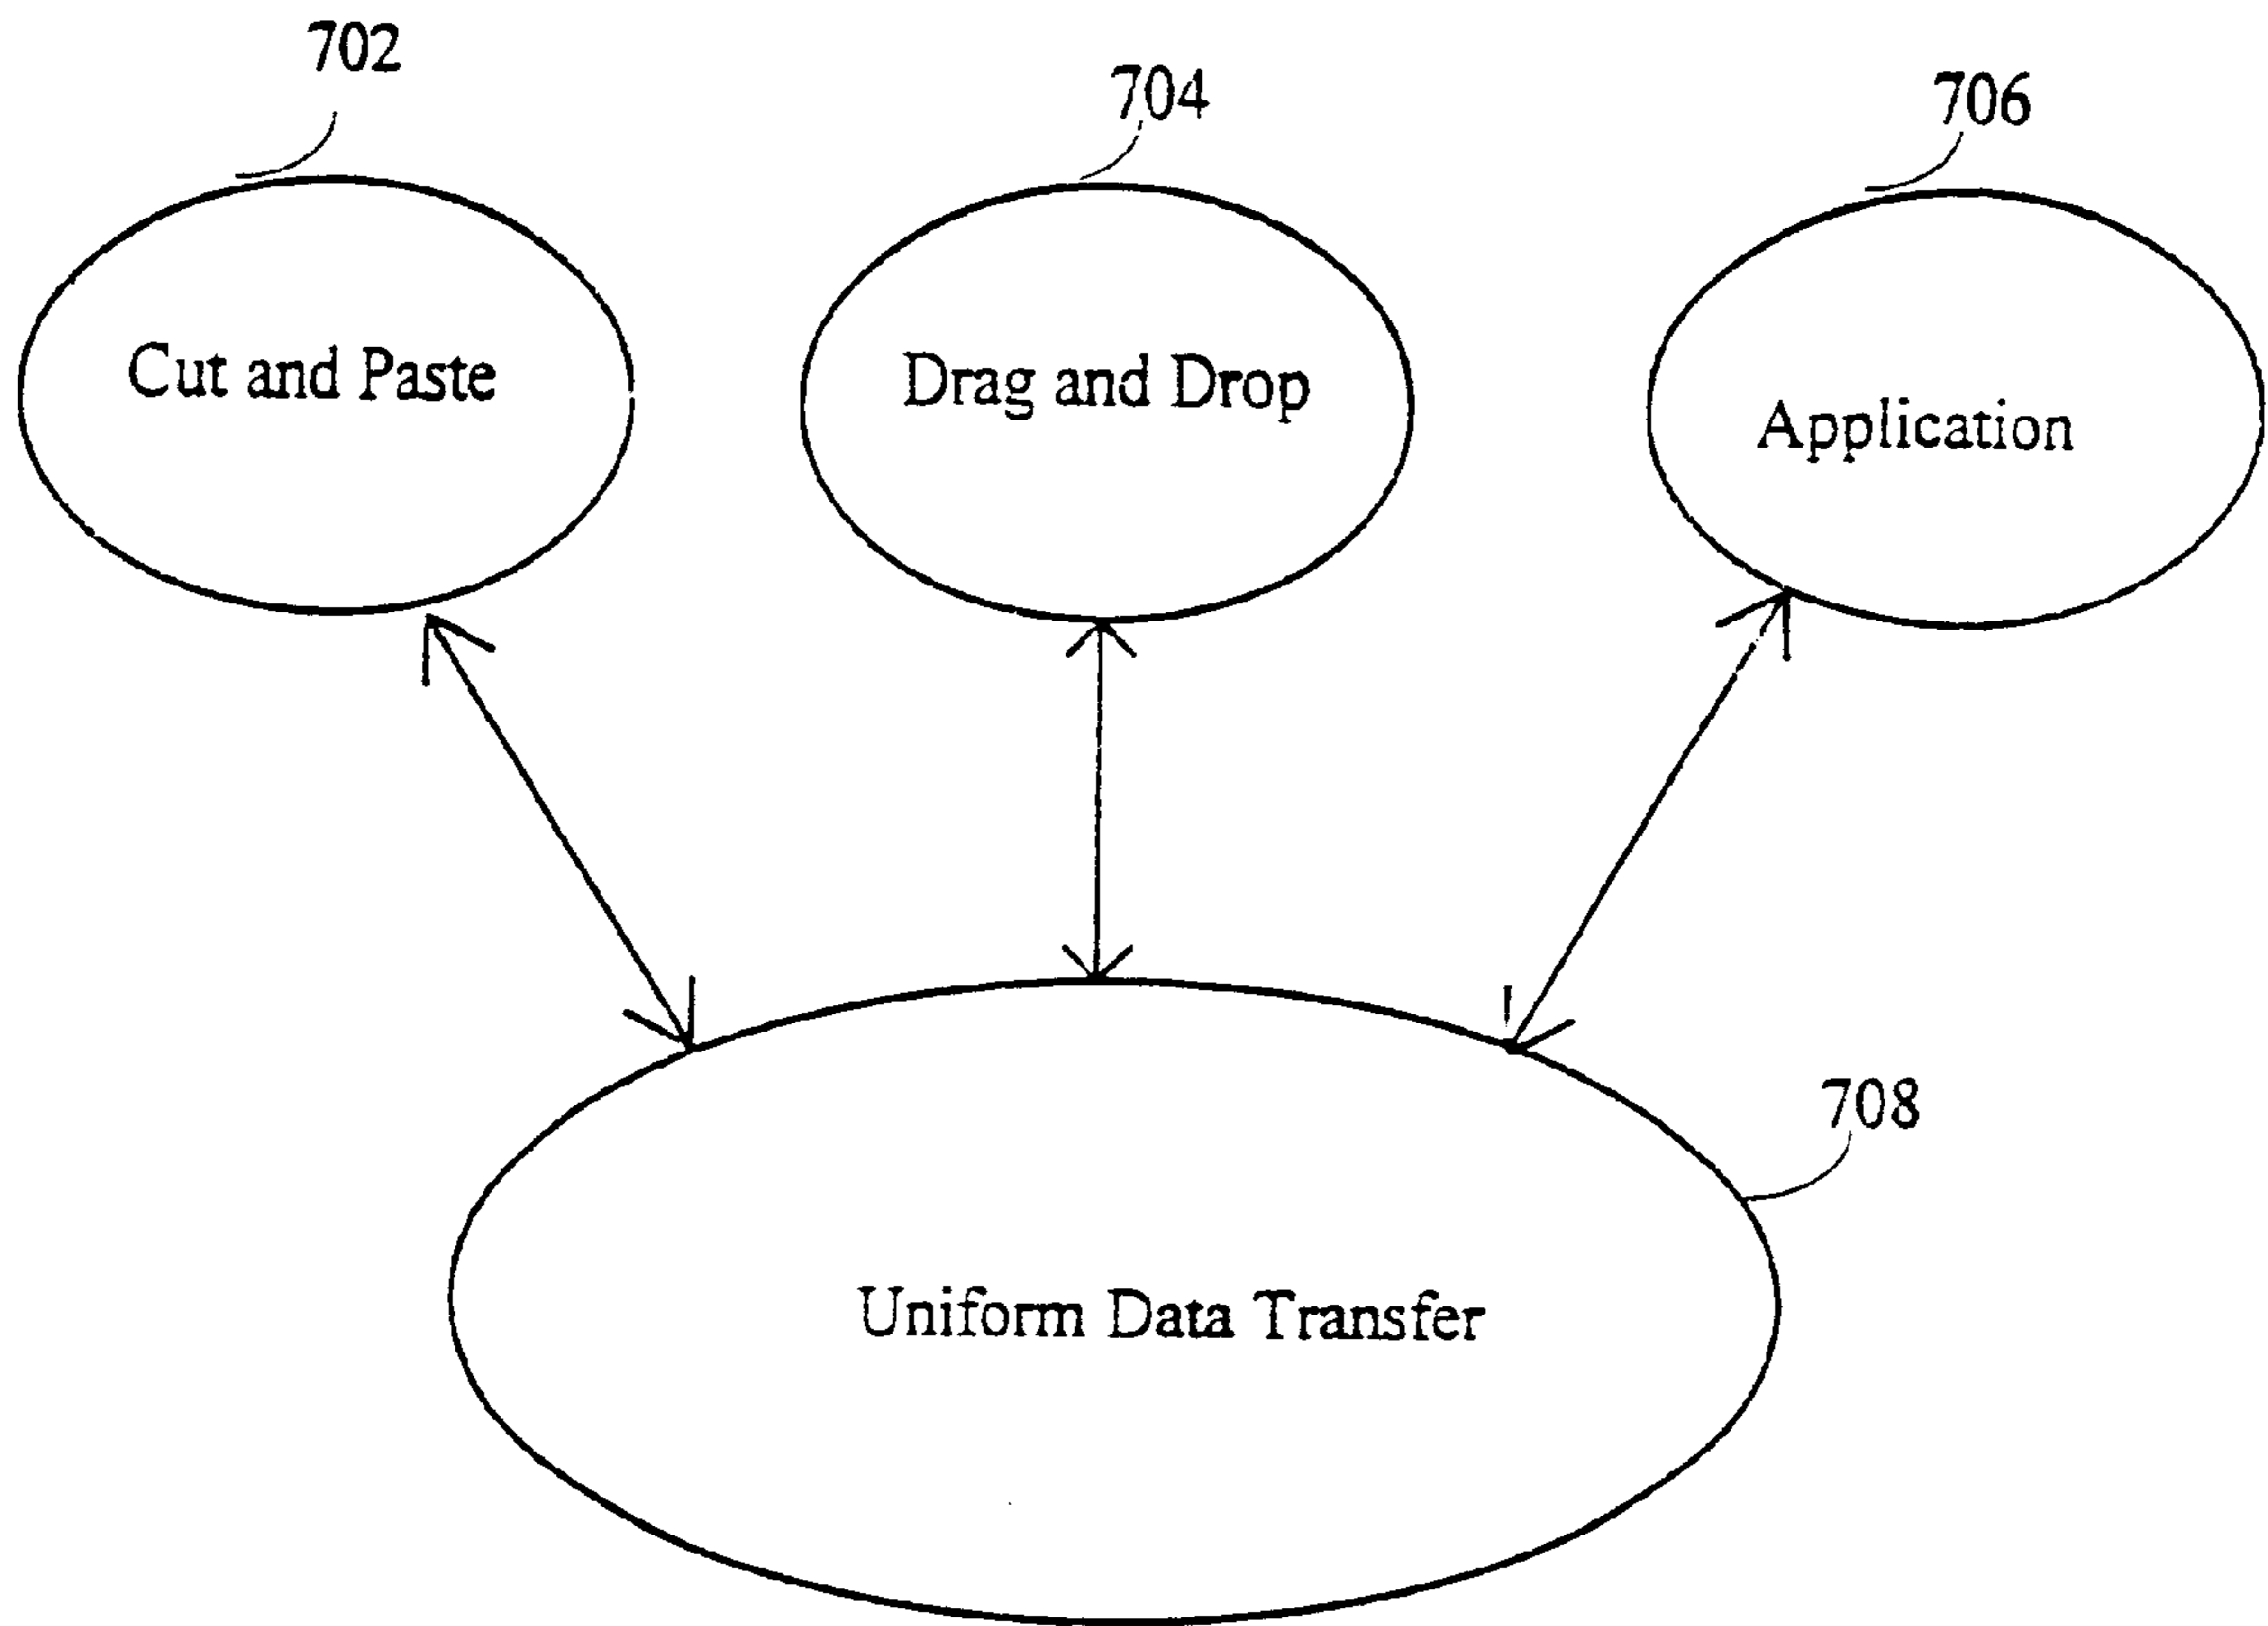 702
704
706
Cut and Paste
Drag and Drop
Application
708
Uniform Data Transfer